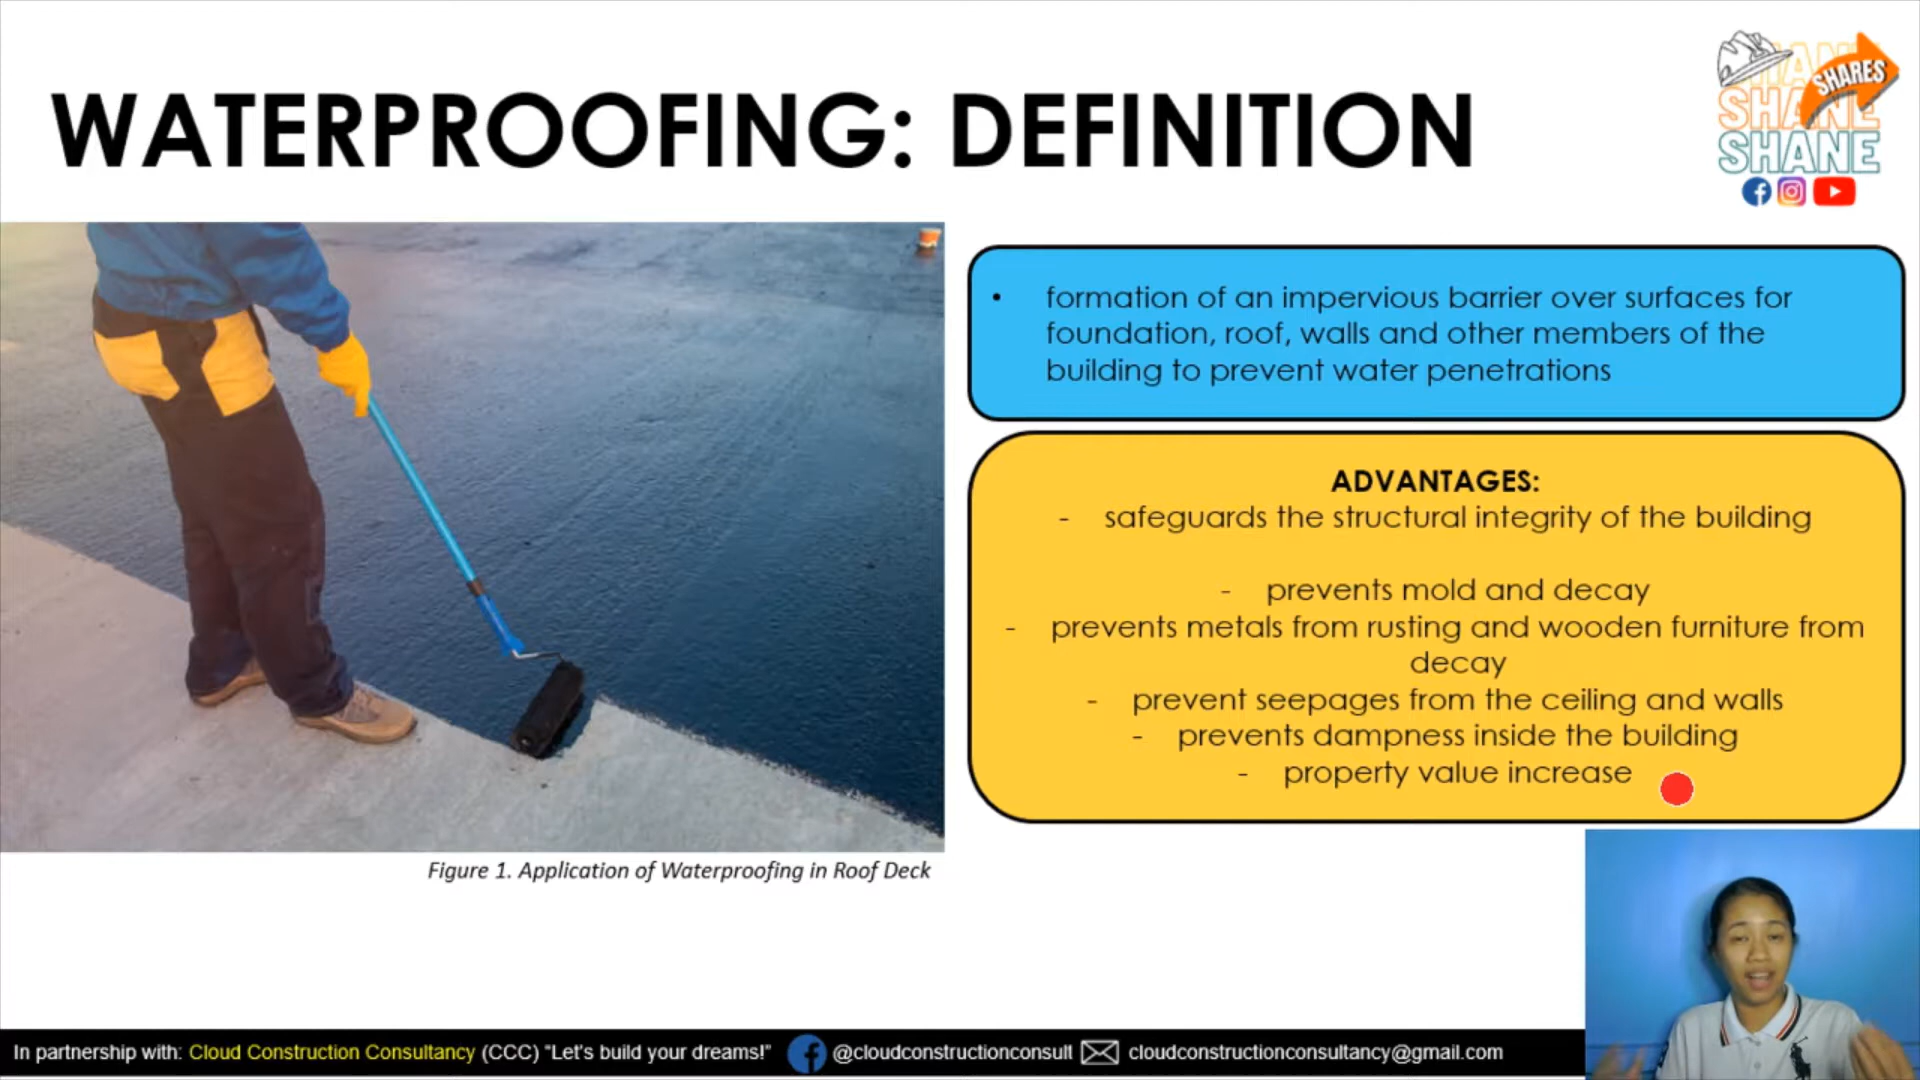 WATERPROOFING: DEFINITION
SHANE
SHARES
SHANE
SHANE
• formation of an impervious barrier over surfaces for
foundation, roof, walls and other members of the
building to prevent water penetrations
ADVANTAGES:
- safeguards the structural integrity of the building
- prevents mold and decay
- prevents metals from rusting and wooden furniture from
decay
- prevent seepages from the ceiling and walls
- prevents dampness inside the building
- property value increase
Figure 1. Application of Waterproofing in Roof Deck
In partnership with: Cloud Construction Consultancy (CCC) “Let's build your dreams!” @cloudconstructionconsult cloudconstructionconsultancy@gmail.com